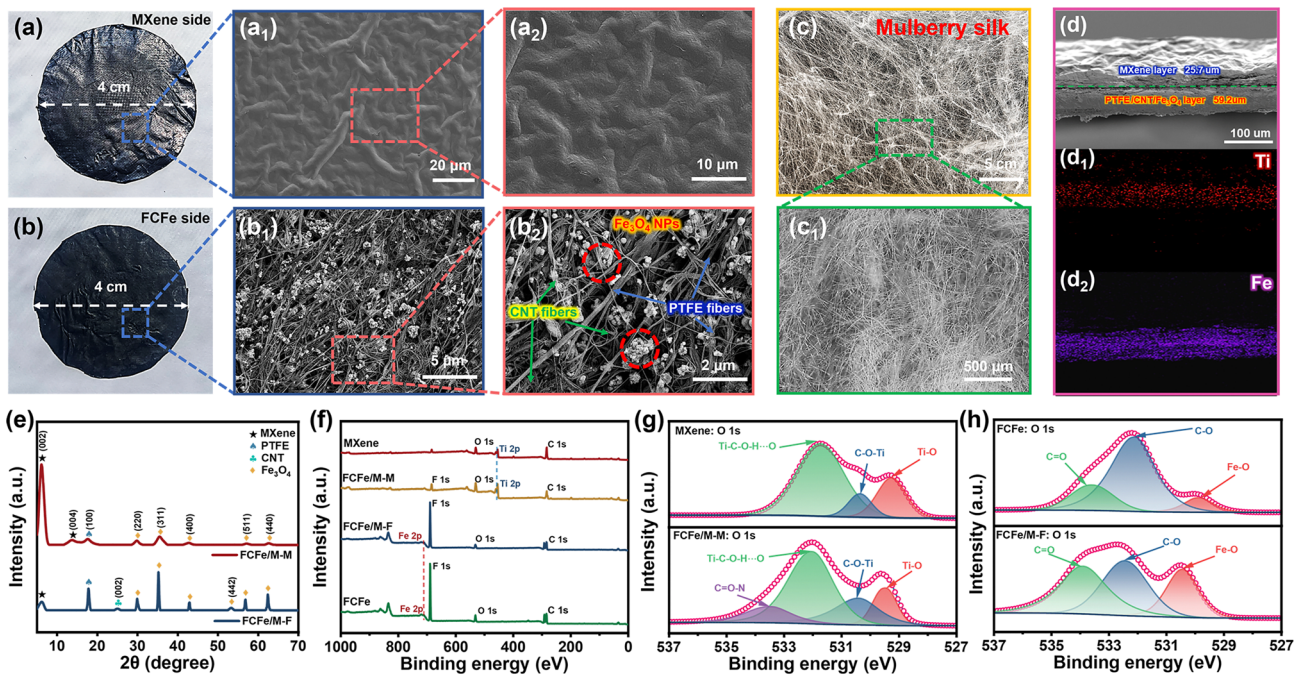 (a)
MXene side
4 cm
(a₁)
20 μm
(a₂)
10 μm
(c)
Mulberry silk
5 cm
(d)
MXene layer 25.7 um
PTFE/CNT/Fe₃O₄ layer 59.2um
100 um
(d₁)
Ti
(b)
FCFe side
4 cm
(b₁)
5 μm
(b₂)
Fe₃O₄ NPs
CNT fibers
PTFE fibers
2 μm
(c₁)
500 μm
(d₂)
Fe
(e)
Intensity (a.u.)
(002)
★ MXene
♣ PTFE
♣ CNT
♦ Fe₃O₄
(004)
(100)
(220)
(311)
(400)
(511)
(440)
FCFe/M-M
(002)
(442)
FCFe/M-F
10 20 30 40 50 60 70
2θ (degree)
(f)
Intensity (a.u.)
MXene
O 1s
Ti 2p
C 1s
FCFe/M-M
F 1s
O 1s
Ti 2p
C 1s
FCFe/M-F
F 1s
Fe 2p
O 1s
C 1s
FCFe
F 1s
Fe 2p
O 1s
C 1s
1000 800 600 400 200 0
Binding energy (eV)
(g)
Intensity (a.u.)
MXene: O 1s
Ti-C-O-H···O
C-O-Ti
Ti-O
FCFe/M-M: O 1s
Ti-C-O-H···O
C=O-N
C-O-Ti
Ti-O
537 535 533 531 529 527
Binding energy (eV)
(h)
Intensity (a.u.)
FCFe: O 1s
C-O
C=O
Fe-O
FCFe/M-F: O 1s
C=O
C-O
Fe-O
537 535 533 531 529 527
Binding energy (eV)